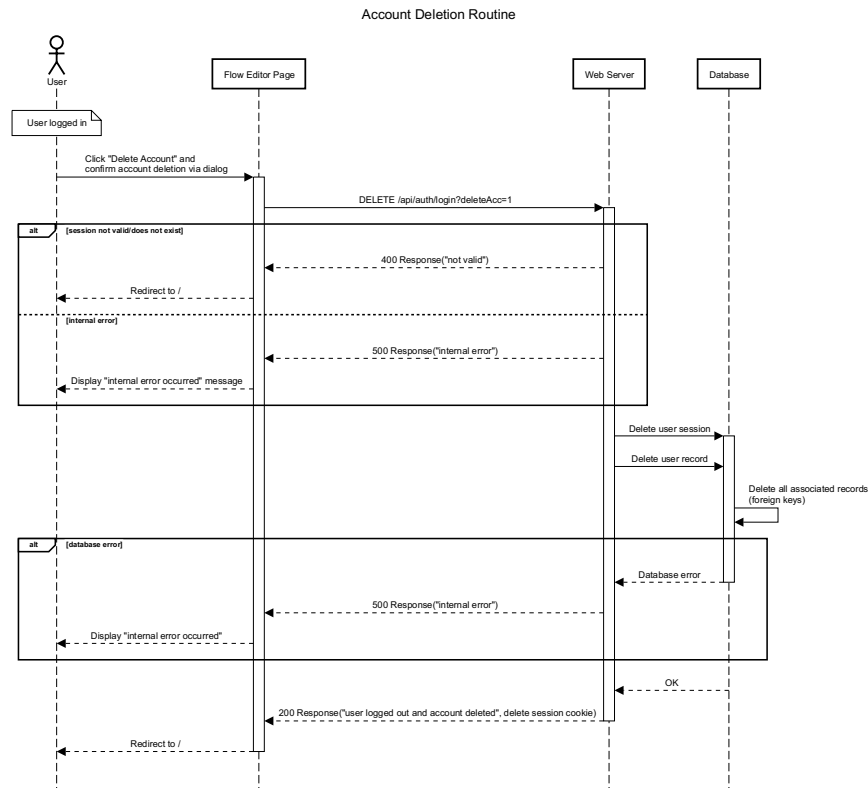 Account Deletion Routine
User
Flow Editor Page
Web Server
Database
User logged in
Click "Delete Account" and
confirm account deletion via dialog
DELETE /api/auth/login?deleteAcc=1
alt
[session not valid/does not exist]
400 Response("not valid")
Redirect to /
[internal error]
500 Response("internal error")
Display "internal error occurred" message
Delete user session
Delete user record
Delete all associated records
(foreign keys)
alt
[database error]
Database error
500 Response("internal error")
Display "internal error occurred"
OK
200 Response("user logged out and account deleted", delete session cookie)
Redirect to /